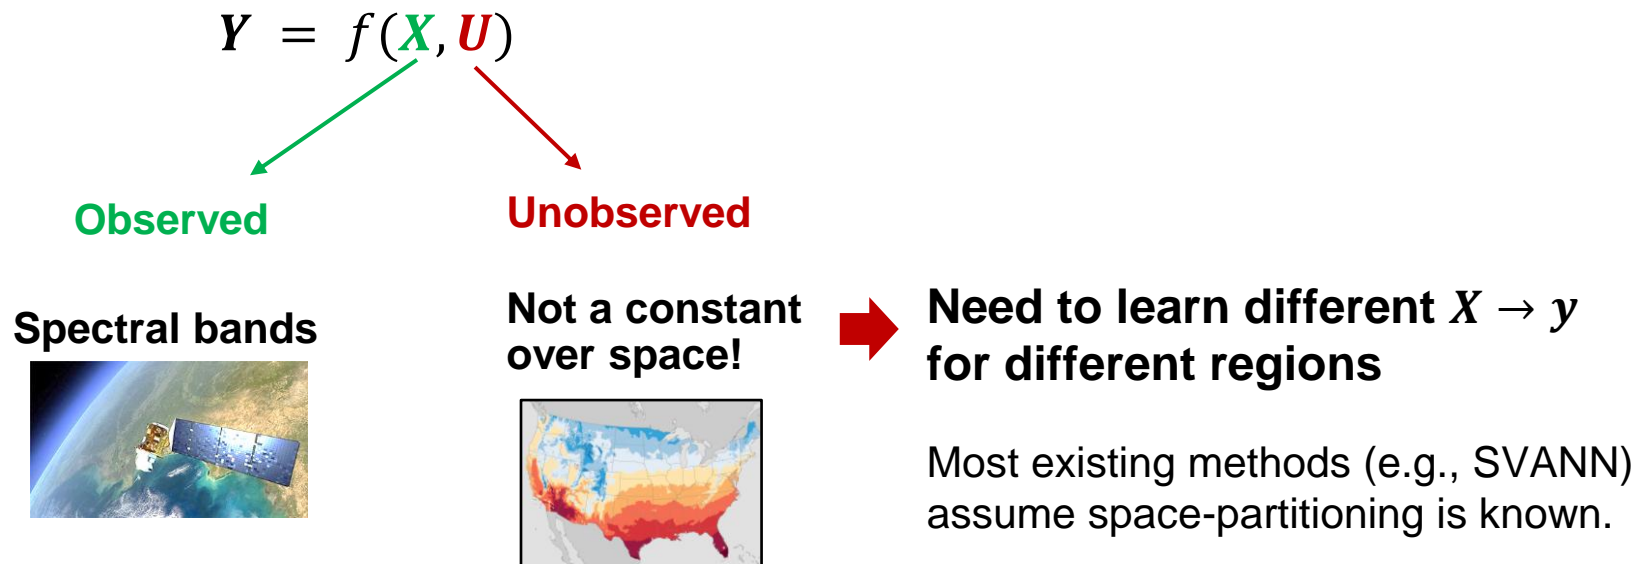 Y = f(X, U)
Observed
Unobserved
Spectral bands
Not a constant
over space!
Need to learn different X → y
for different regions
Most existing methods (e.g., SVANN)
assume space-partitioning is known.